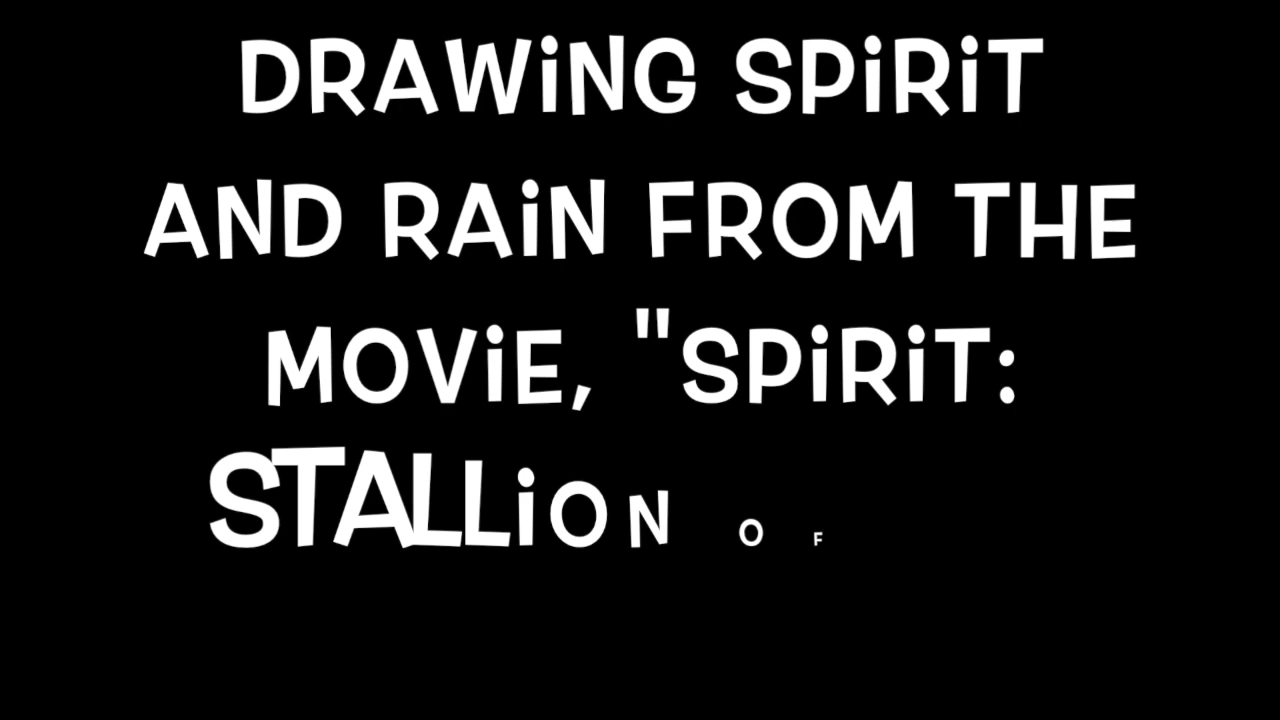 DRAWiNG SPiRiT
AND RAiN FROM THE
MOViE, "SPiRiT:
STALLiON OF